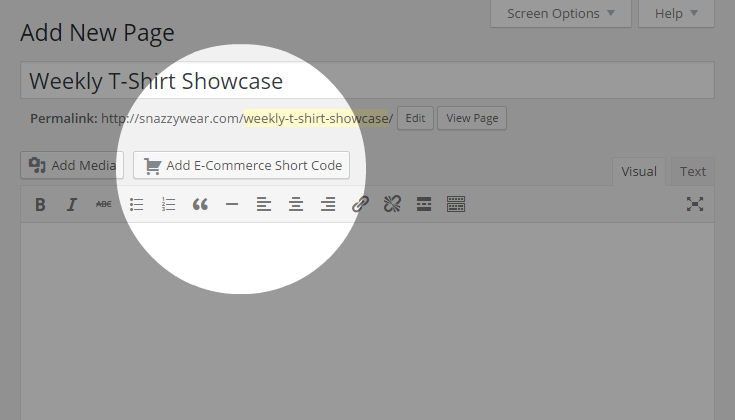 Screen Options Help
Add New Page
Weekly T-Shirt Showcase
Permalink: http://snazzywear.com/weekly-t-shirt-showcase/ Edit View Page
Add Media Add E-Commerce Short Code Visual Text
B I ABC